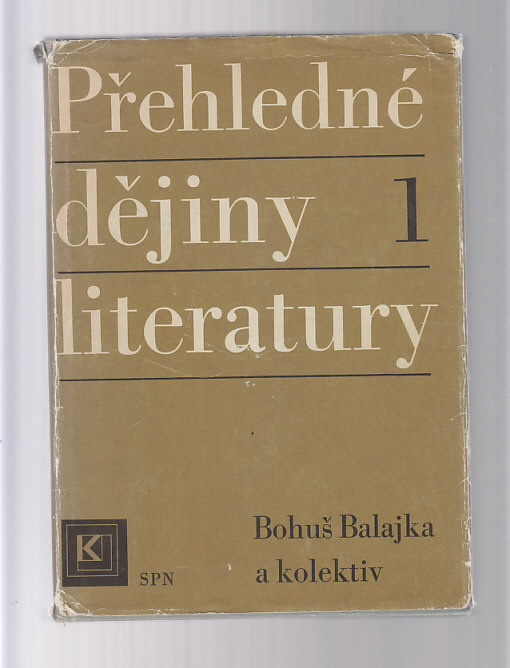 Přehledné
dějiny 1
literatury
Bohuš Balajka
a kolektiv
K
SPN